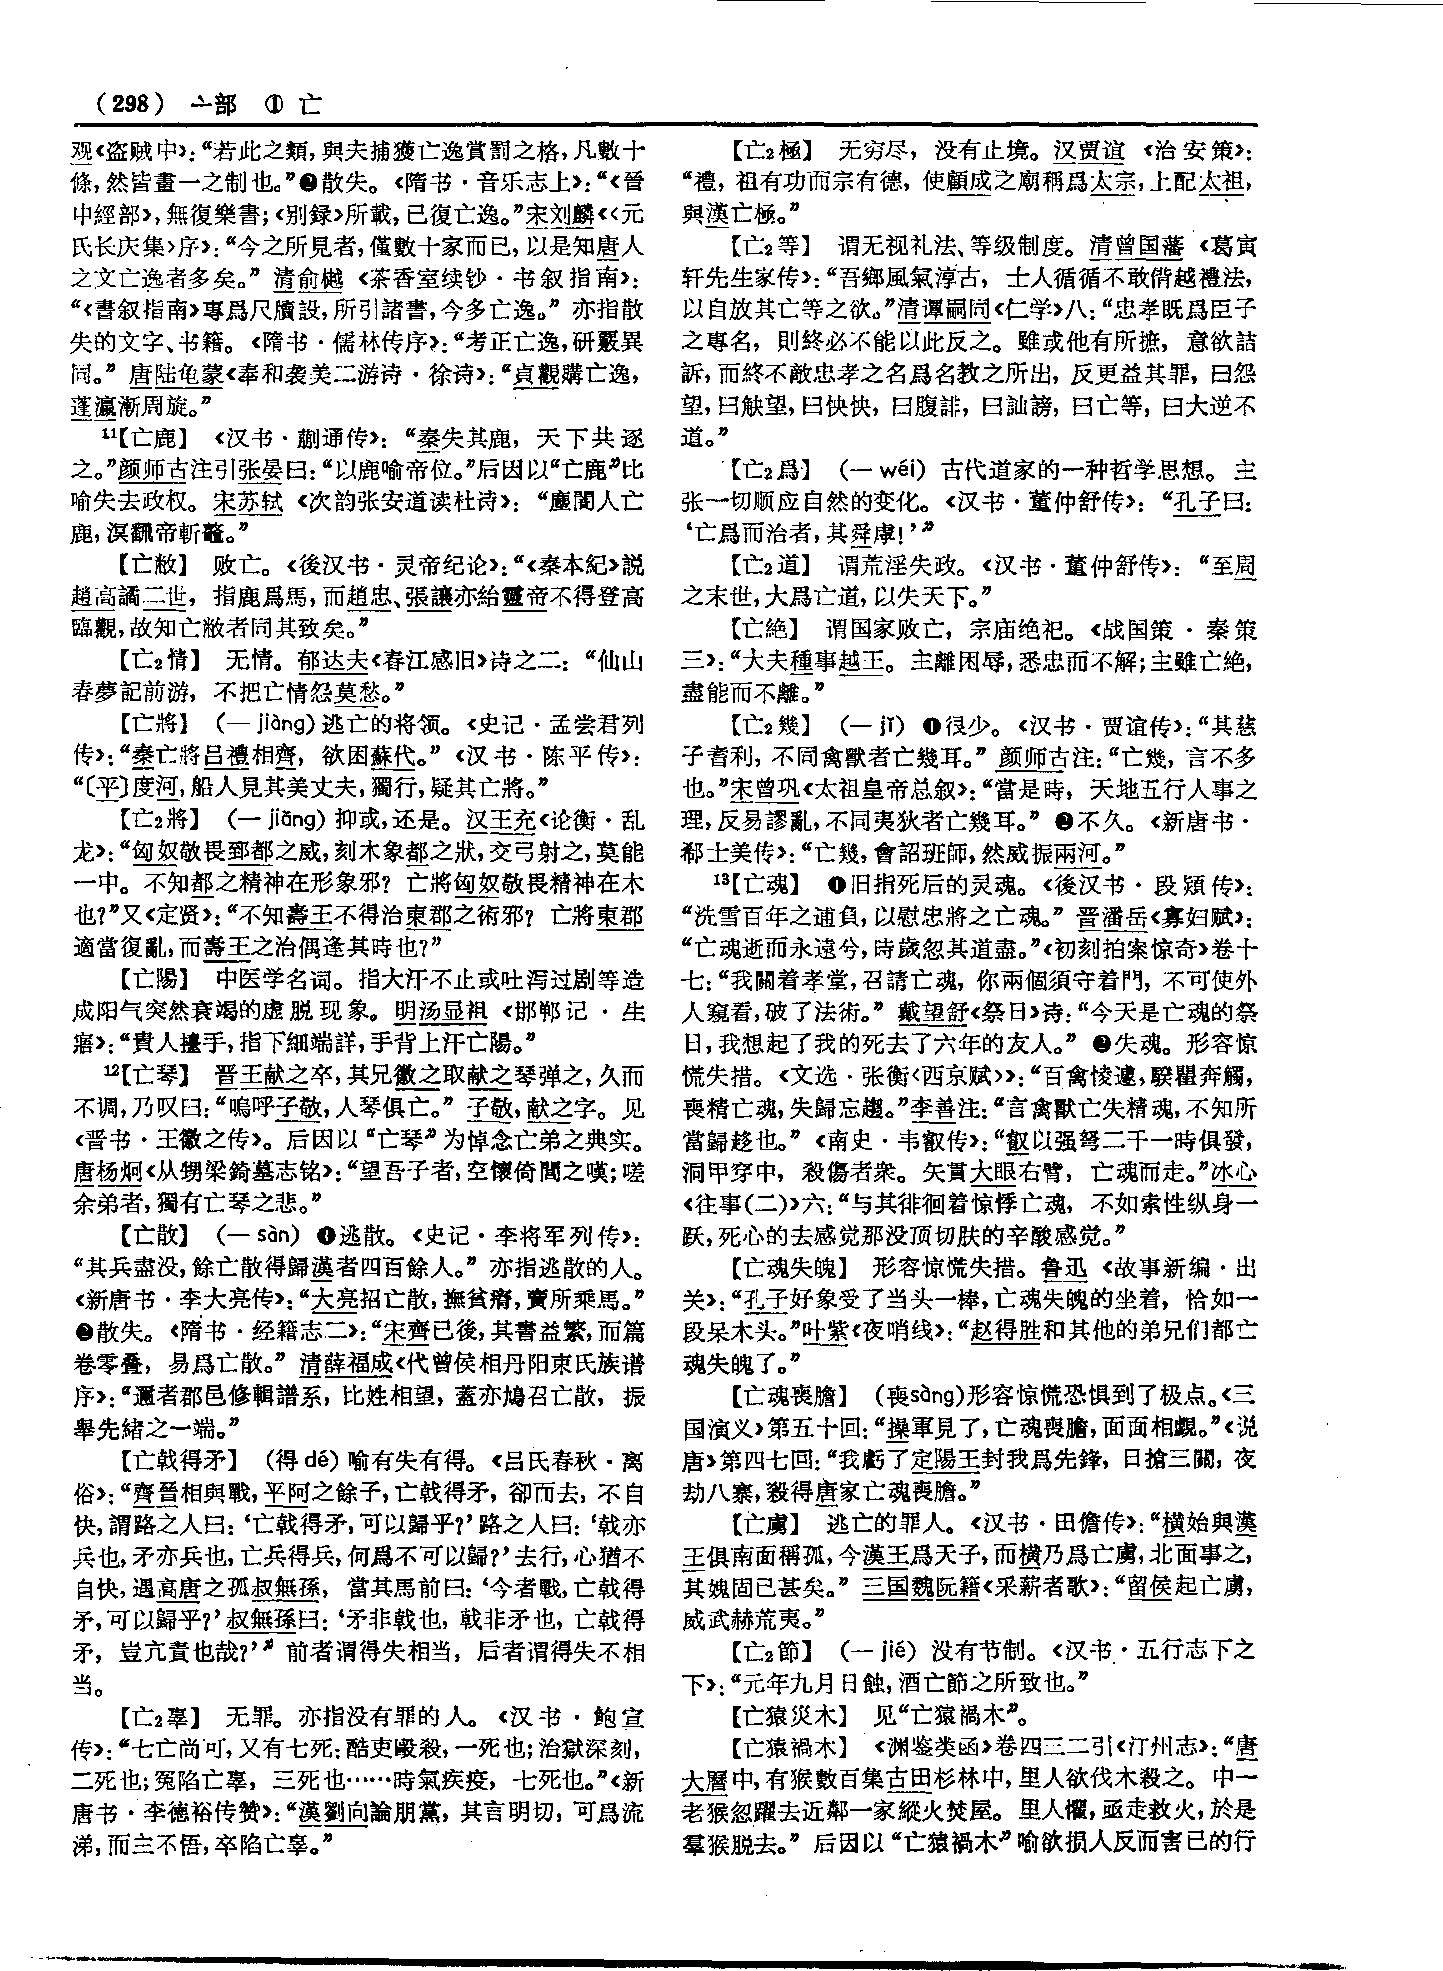 （298） 亠部 ① 亡
观《盗贼中》：“若此之類，與夫捕獲亡逸賞罰之格，凡數十
條，然皆畫一之制也。”❷散失。《隋书·音乐志上》：“《晉
中經部》，無復樂書；《别録》所載，已復亡逸。”宋刘麟《〈元
氏长庆集〉序》：“今之所見者，僅數十家而已，以是知唐人
之文亡逸者多矣。” 清俞樾《茶香室续钞·书叙指南》：
“《書叙指南》專爲尺牘設，所引諸書，今多亡逸。” 亦指散
失的文字、书籍。《隋书·儒林传序》：“考正亡逸，研覈異
同。” 唐陆龟蒙《奉和袭美二游诗·徐诗》：“貞觀購亡逸，
蓬瀛漸周旋。”
11【亡鹿】 《汉书·蒯通传》：“秦失其鹿，天下共逐
之。”颜师古注引张晏曰：“以鹿喻帝位。”后因以“亡鹿”比
喻失去政权。宋苏轼《次韵张安道读杜诗》：“塵闇人亡
鹿，溟飜帝斬鼇。”
【亡敝】 败亡。《後汉书·灵帝纪论》：“《秦本紀》説
趙高譎二世，指鹿爲馬，而趙忠、張讓亦紿靈帝不得登高
臨觀，故知亡敝者同其致矣。”
【亡2情】 无情。郁达夫《春江感旧》诗之二：“仙山
春夢記前游，不把亡情怨莫愁。”
【亡將】 （— jiàng）逃亡的将领。《史记·孟尝君列
传》：“秦亡將吕禮相齊，欲困蘇代。”《汉书·陈平传》：
“〔平〕度河，船人見其美丈夫，獨行，疑其亡將。”
【亡2將】 （— jiāng）抑或，还是。汉王充《论衡·乱
龙》：“匈奴敬畏郅都之威，刻木象都之狀，交弓射之，莫能
一中。不知都之精神在形象邪？亡將匈奴敬畏精神在木
也？”又《定贤》：“不知壽王不得治東郡之術邪？亡將東郡
適當復亂，而壽王之治偶逢其時也？”
【亡陽】 中医学名词。指大汗不止或吐泻过剧等造
成阳气突然衰竭的虚脱现象。明汤显祖《邯郸记·生
寤》：“貴人擡手，指下細端詳，手背上汗亡陽。”
12【亡琴】 晋王献之卒，其兄徽之取献之琴弹之，久而
不调，乃叹曰：“嗚呼子敬，人琴俱亡。” 子敬，献之字。见
《晋书·王徽之传》。后因以“亡琴”为悼念亡弟之典实。
唐杨炯《从甥梁錡墓志铭》：“望吾子者，空懷倚閭之嘆；嗟
余弟者，獨有亡琴之悲。”
【亡散】 （— sàn）❶逃散。《史记·李将军列传》：
“其兵盡没，餘亡散得歸漢者四百餘人。” 亦指逃散的人。
《新唐书·李大亮传》：“大亮招亡散，撫貧瘠，賣所乘馬。”
❷散失。《隋书·经籍志二》：“宋齊已後，其書益繁，而篇
卷零叠，易爲亡散。” 清薛福成《代曾侯相丹阳束氏族谱
序》：“邇者郡邑修輯譜系，比姓相望，蓋亦鳩召亡散，振
舉先緒之一端。”
【亡戟得矛】 （得dé）喻有失有得。《吕氏春秋·离
俗》：“齊晉相與戰，平阿之餘子，亡戟得矛，卻而去，不自
快，謂路之人曰：‘亡戟得矛，可以歸乎？’路之人曰：‘戟亦
兵也，矛亦兵也，亡兵得兵，何爲不可以歸？’去行，心猶不
自快，遇高唐之孤叔無孫，當其馬前曰：‘今者戰，亡戟得
矛，可以歸乎？’叔無孫曰：‘矛非戟也，戟非矛也，亡戟得
矛，豈亢責也哉？’” 前者谓得失相当，后者谓得失不相
当。
【亡2辜】 无罪。亦指没有罪的人。《汉书·鲍宣
传》：“七亡尚可，又有七死：酷吏毆殺，一死也；治獄深刻，
二死也；冤陷亡辜，三死也……時氣疾疫，七死也。”《新
唐书·李德裕传赞》：“漢劉向論朋黨，其言明切，可爲流
涕，而主不悟，卒陷亡辜。”
【亡2極】 无穷尽，没有止境。汉贾谊《治安策》：
“禮，祖有功而宗有德，使顧成之廟稱爲太宗，上配太祖，
與漢亡極。”
【亡2等】 谓无视礼法、等级制度。清曾国藩《葛寅
轩先生家传》：“吾鄉風氣淳古，士人循循不敢偝越禮法，
以自放其亡等之欲。”清谭嗣同《仁学》八：“忠孝既爲臣子
之專名，則終必不能以此反之。雖或他有所摭，意欲詰
訴，而終不敵忠孝之名爲名教之所出，反更益其罪，曰怨
望，曰觖望，曰怏怏，曰腹誹，曰訕謗，曰亡等，曰大逆不
道。”
【亡2爲】 （— wéi）古代道家的一种哲学思想。主
张一切顺应自然的变化。《汉书·董仲舒传》：“孔子曰：
‘亡爲而治者，其舜虖！’”
【亡2道】 谓荒淫失政。《汉书·董仲舒传》：“至周
之末世，大爲亡道，以失天下。”
【亡絶】 谓国家败亡，宗庙绝祀。《战国策·秦策
三》：“大夫種事越王。主離困辱，悉忠而不解；主雖亡絶，
盡能而不離。”
【亡2幾】 （— jǐ）❶很少。《汉书·贾谊传》：“其慈
子耆利，不同禽獸者亡幾耳。” 颜师古注：“亡幾，言不多
也。”宋曾巩《太祖皇帝总叙》：“當是時，天地五行人事之
理，反易謬亂，不同夷狄者亡幾耳。”❷不久。《新唐书·
郗士美传》：“亡幾，會詔班師，然威振兩河。”
13【亡魂】 ❶旧指死后的灵魂。《後汉书·段熲传》：
“洗雪百年之逋負，以慰忠將之亡魂。” 晋潘岳《寡妇赋》：
“亡魂逝而永遠兮，時歲忽其遒盡。”《初刻拍案惊奇》卷十
七：“我關着孝堂，召請亡魂，你兩個須守着門，不可使外
人窺看，破了法術。” 戴望舒《祭日》诗：“今天是亡魂的祭
日，我想起了我的死去了六年的友人。” ❷失魂。形容惊
慌失措。《文选·张衡〈西京赋〉》：“百禽㥄遽，騤瞿奔觸，
喪精亡魂，失歸忘趨。”李善注：“言禽獸亡失精魂，不知所
當歸趍也。”《南史·韦叡传》：“叡以强弩二千一時俱發，
洞甲穿中，殺傷者衆。矢貫大眼右臂，亡魂而走。”冰心
《往事（二）》六：“与其徘徊着惊悸亡魂，不如索性纵身一
跃，死心的去感觉那没顶切肤的辛酸感觉。”
【亡魂失魄】 形容惊慌失措。鲁迅《故事新编·出
关》：“孔子好象受了当头一棒，亡魂失魄的坐着，恰如一
段呆木头。”叶紫《夜哨线》：“赵得胜和其他的弟兄们都亡
魂失魄了。”
【亡魂喪膽】 （喪sàng）形容惊慌恐惧到了极点。《三
国演义》第五十回：“操軍見了，亡魂喪膽，面面相覷。”《说
唐》第四七回：“我虧了定陽王封我爲先鋒，日搶三關，夜
劫八寨，殺得唐家亡魂喪膽。”
【亡虜】 逃亡的罪人。《汉书·田儋传》：“横始與漢
王俱南面稱孤，今漢王爲天子，而横乃爲亡虜，北面事之，
其媿固已甚矣。” 三国魏阮籍《采薪者歌》：“留侯起亡虜，
威武赫荒夷。”
【亡2節】 （— jié）没有节制。《汉书·五行志下之
下》：“元年九月日蝕，酒亡節之所致也。”
【亡猿災木】 见“亡猿禍木”。
【亡猿禍木】 《渊鉴类函》卷四三二引《汀州志》：“唐
大曆中，有猴數百集古田杉林中，里人欲伐木殺之。中一
老猴忽躍去近鄰一家縱火焚屋。里人懼，亟走救火，於是
羣猴脱去。” 后因以“亡猿禍木”喻欲损人反而害己的行